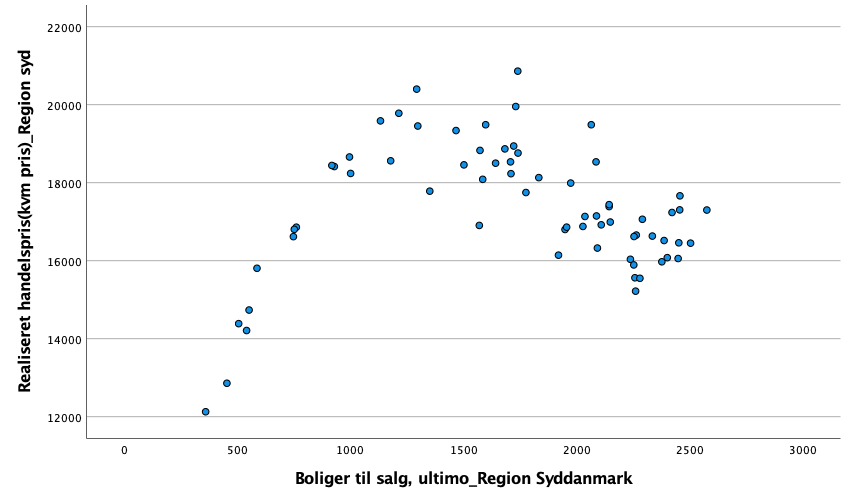 Realiseret handelspris(kvm pris)_Region syd
22000
20000
18000
16000
14000
12000
0 500 1000 1500 2000 2500 3000
Boliger til salg, ultimo_Region Syddanmark